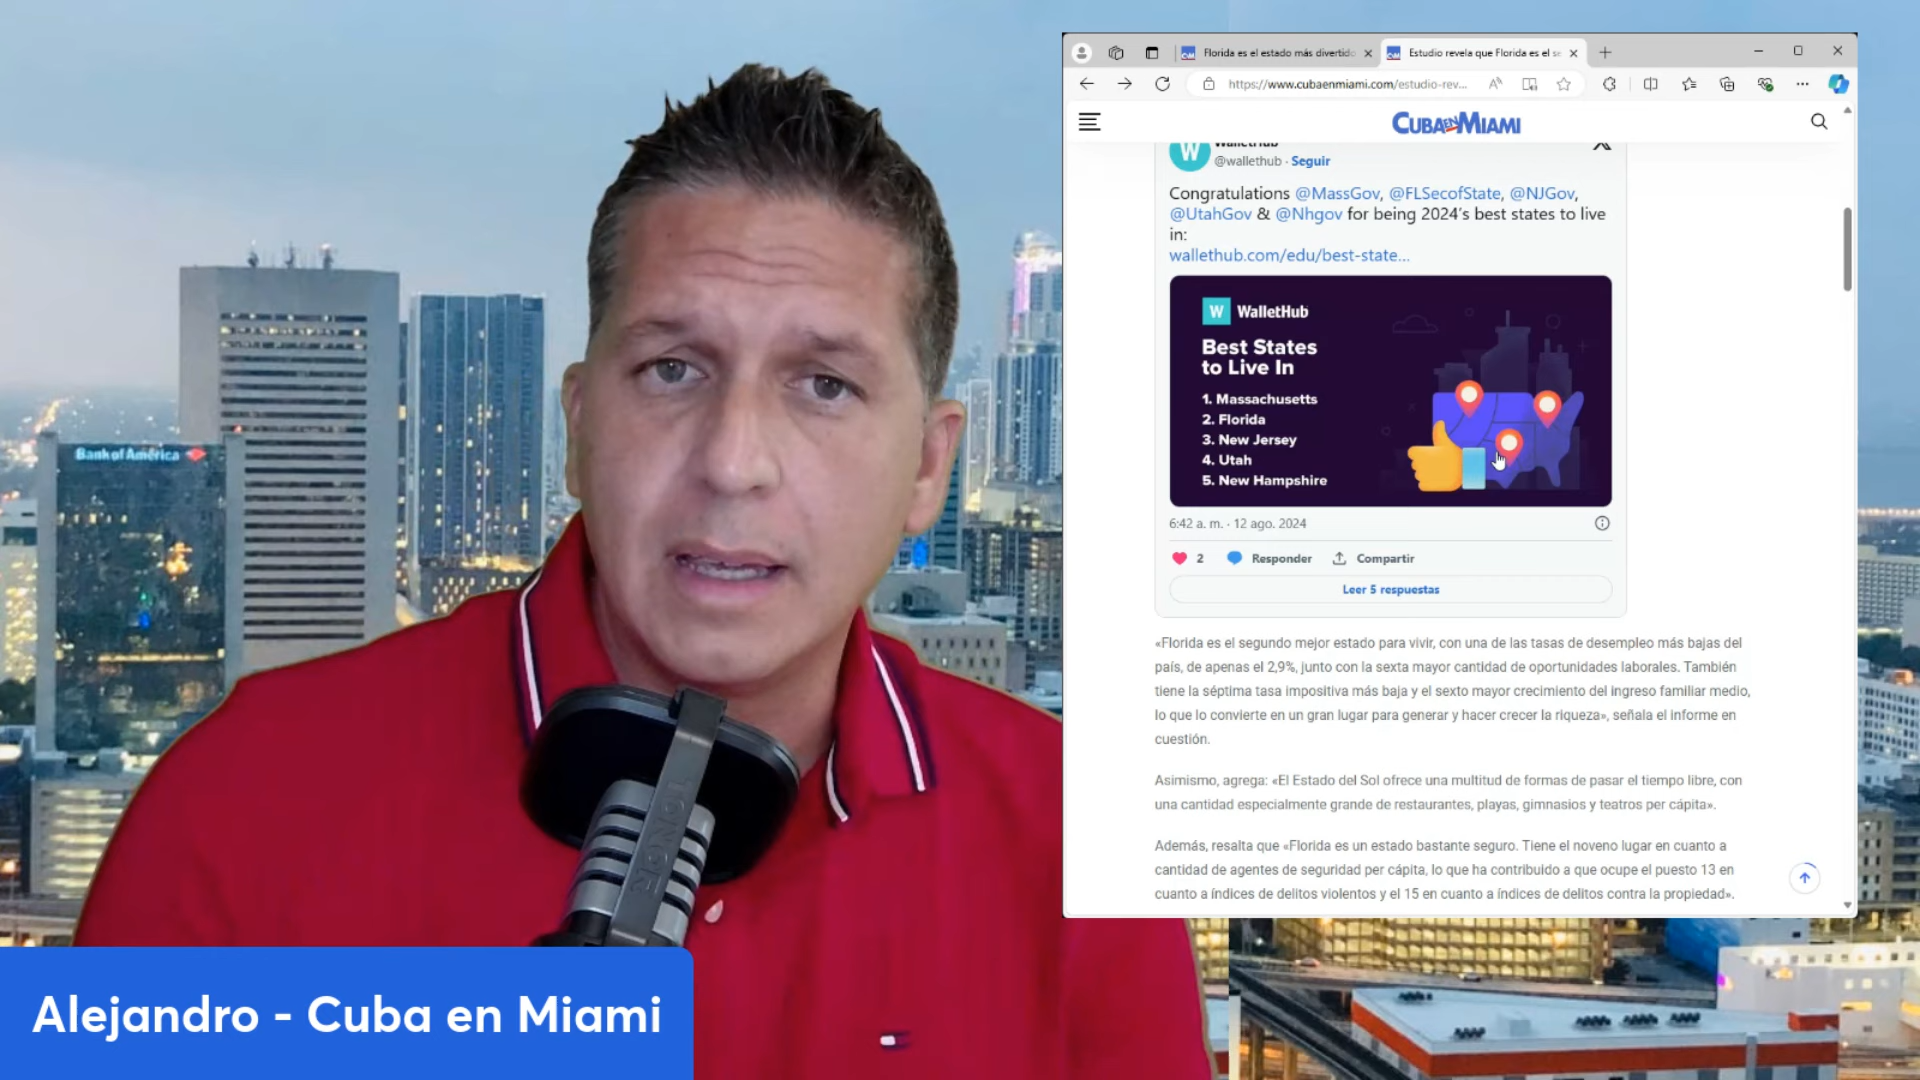 Florida es el estado más divertido
Estudio revela que Florida es el se
https://www.cubaenmiami.com/estudio-rev...
CUBA EN MIAMI
WalletHub
@wallethub · Seguir
Congratulations @MassGov, @FLSecofState, @NJGov,
@UtahGov & @Nhgov for being 2024's best states to live
in:
wallethub.com/edu/best-state...
W WalletHub
Best States
to Live In
1. Massachusetts
2. Florida
3. New Jersey
4. Utah
5. New Hampshire
6:42 a. m. · 12 ago. 2024
2 Responder Compartir
Leer 5 respuestas
«Florida es el segundo mejor estado para vivir, con una de las tasas de desempleo más bajas del
país, de apenas el 2,9%, junto con la sexta mayor cantidad de oportunidades laborales. También
tiene la séptima tasa impositiva más baja y el sexto mayor crecimiento del ingreso familiar medio,
lo que lo convierte en un gran lugar para generar y hacer crecer la riqueza», señala el informe en
cuestión.
Asimismo, agrega: «El Estado del Sol ofrece una multitud de formas de pasar el tiempo libre, con
una cantidad especialmente grande de restaurantes, playas, gimnasios y teatros per cápita».
Además, resalta que «Florida es un estado bastante seguro. Tiene el noveno lugar en cuanto a
cantidad de agentes de seguridad per cápita, lo que ha contribuido a que ocupe el puesto 13 en
cuanto a índices de delitos violentos y el 15 en cuanto a índices de delitos contra la propiedad».
Bank of America
TONOR
Alejandro - Cuba en Miami